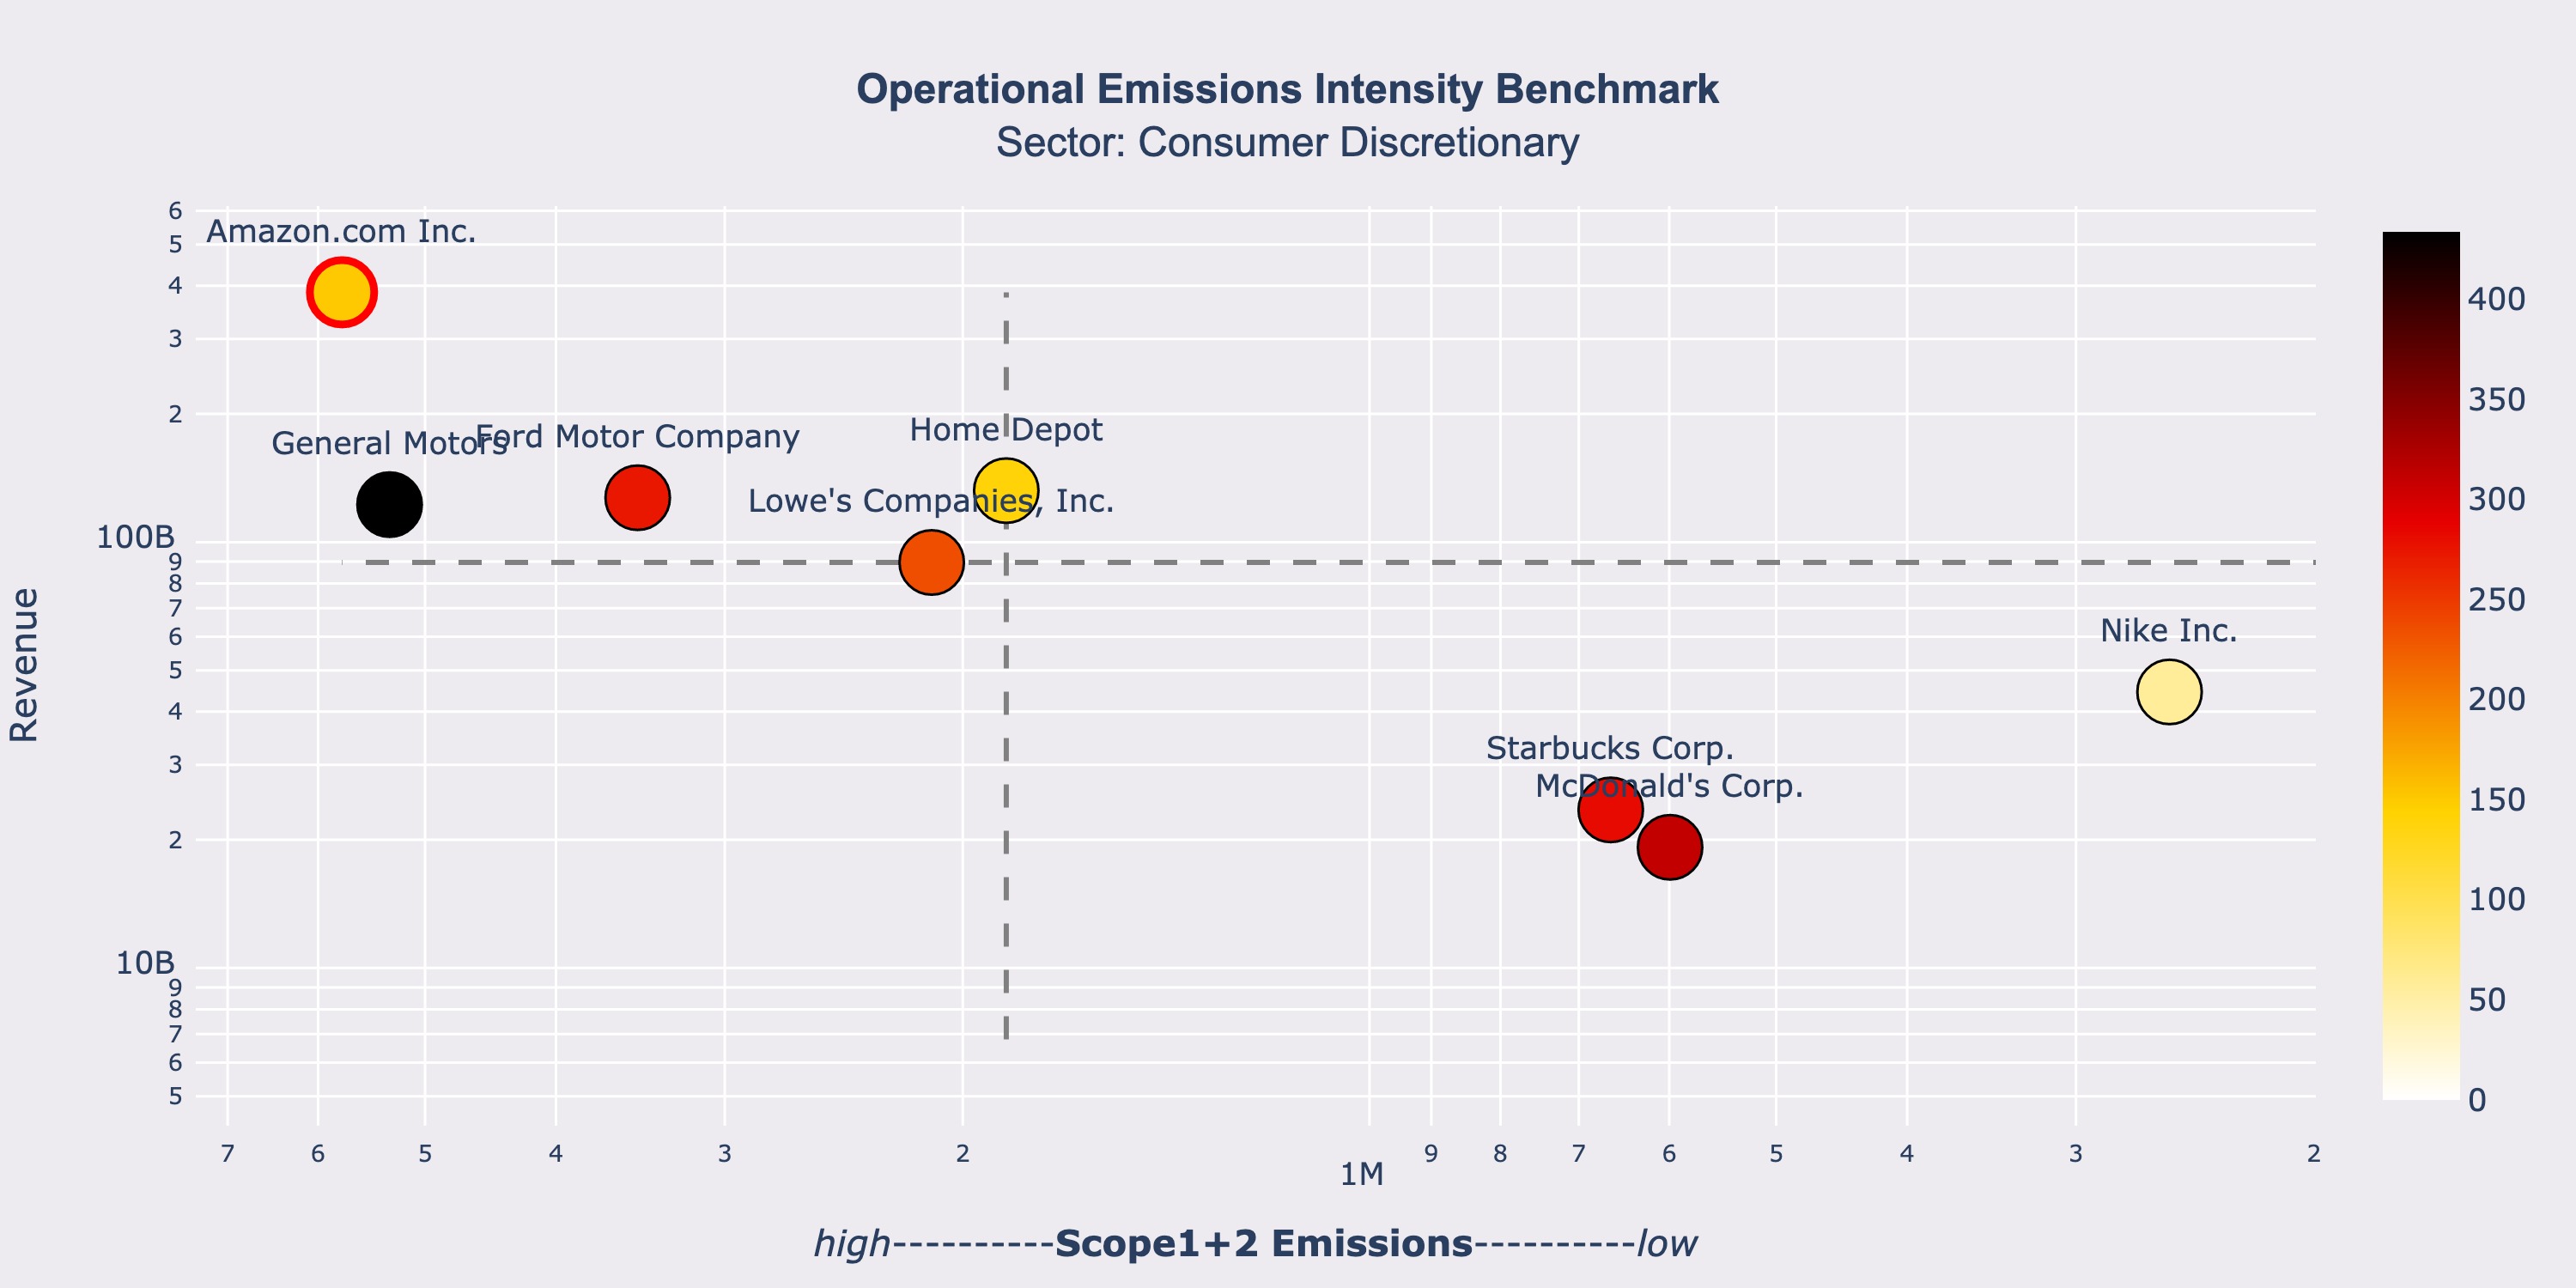 Operational Emissions Intensity Benchmark
Sector: Consumer Discretionary
Revenue
6
5
4
3
2
100B
9
8
7
6
5
4
3
2
10B
9
8
7
6
5
Amazon.com Inc.
General Motors
Ford Motor Company
Home Depot
Lowe's Companies, Inc.
Nike Inc.
Starbucks Corp.
McDonald's Corp.
7 6 5 4 3 2 1M 9 8 7 6 5 4 3 2
high----------Scope1+2 Emissions----------low
400
350
300
250
200
150
100
50
0